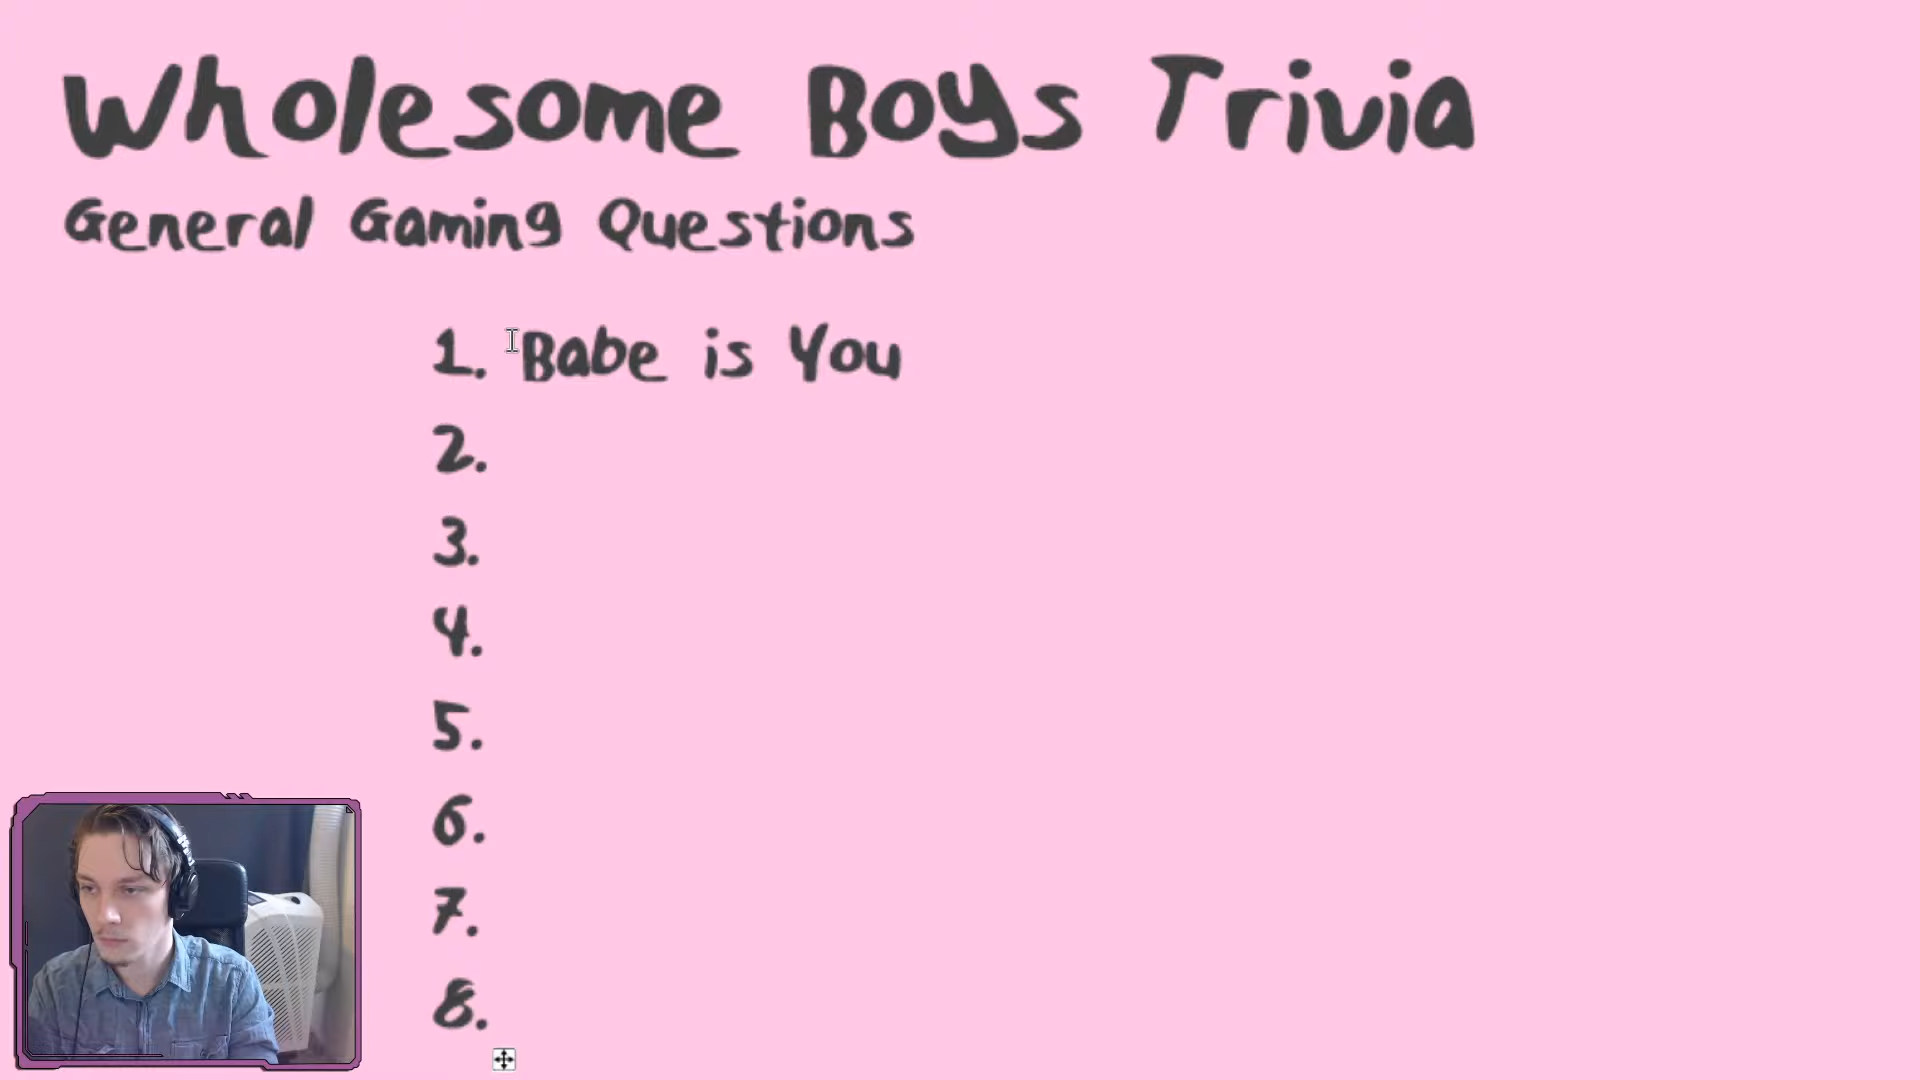 Wholesome Boys Trivia
General Gaming Questions
1. Babe is You
2.
3.
4.
5.
6.
7.
8.